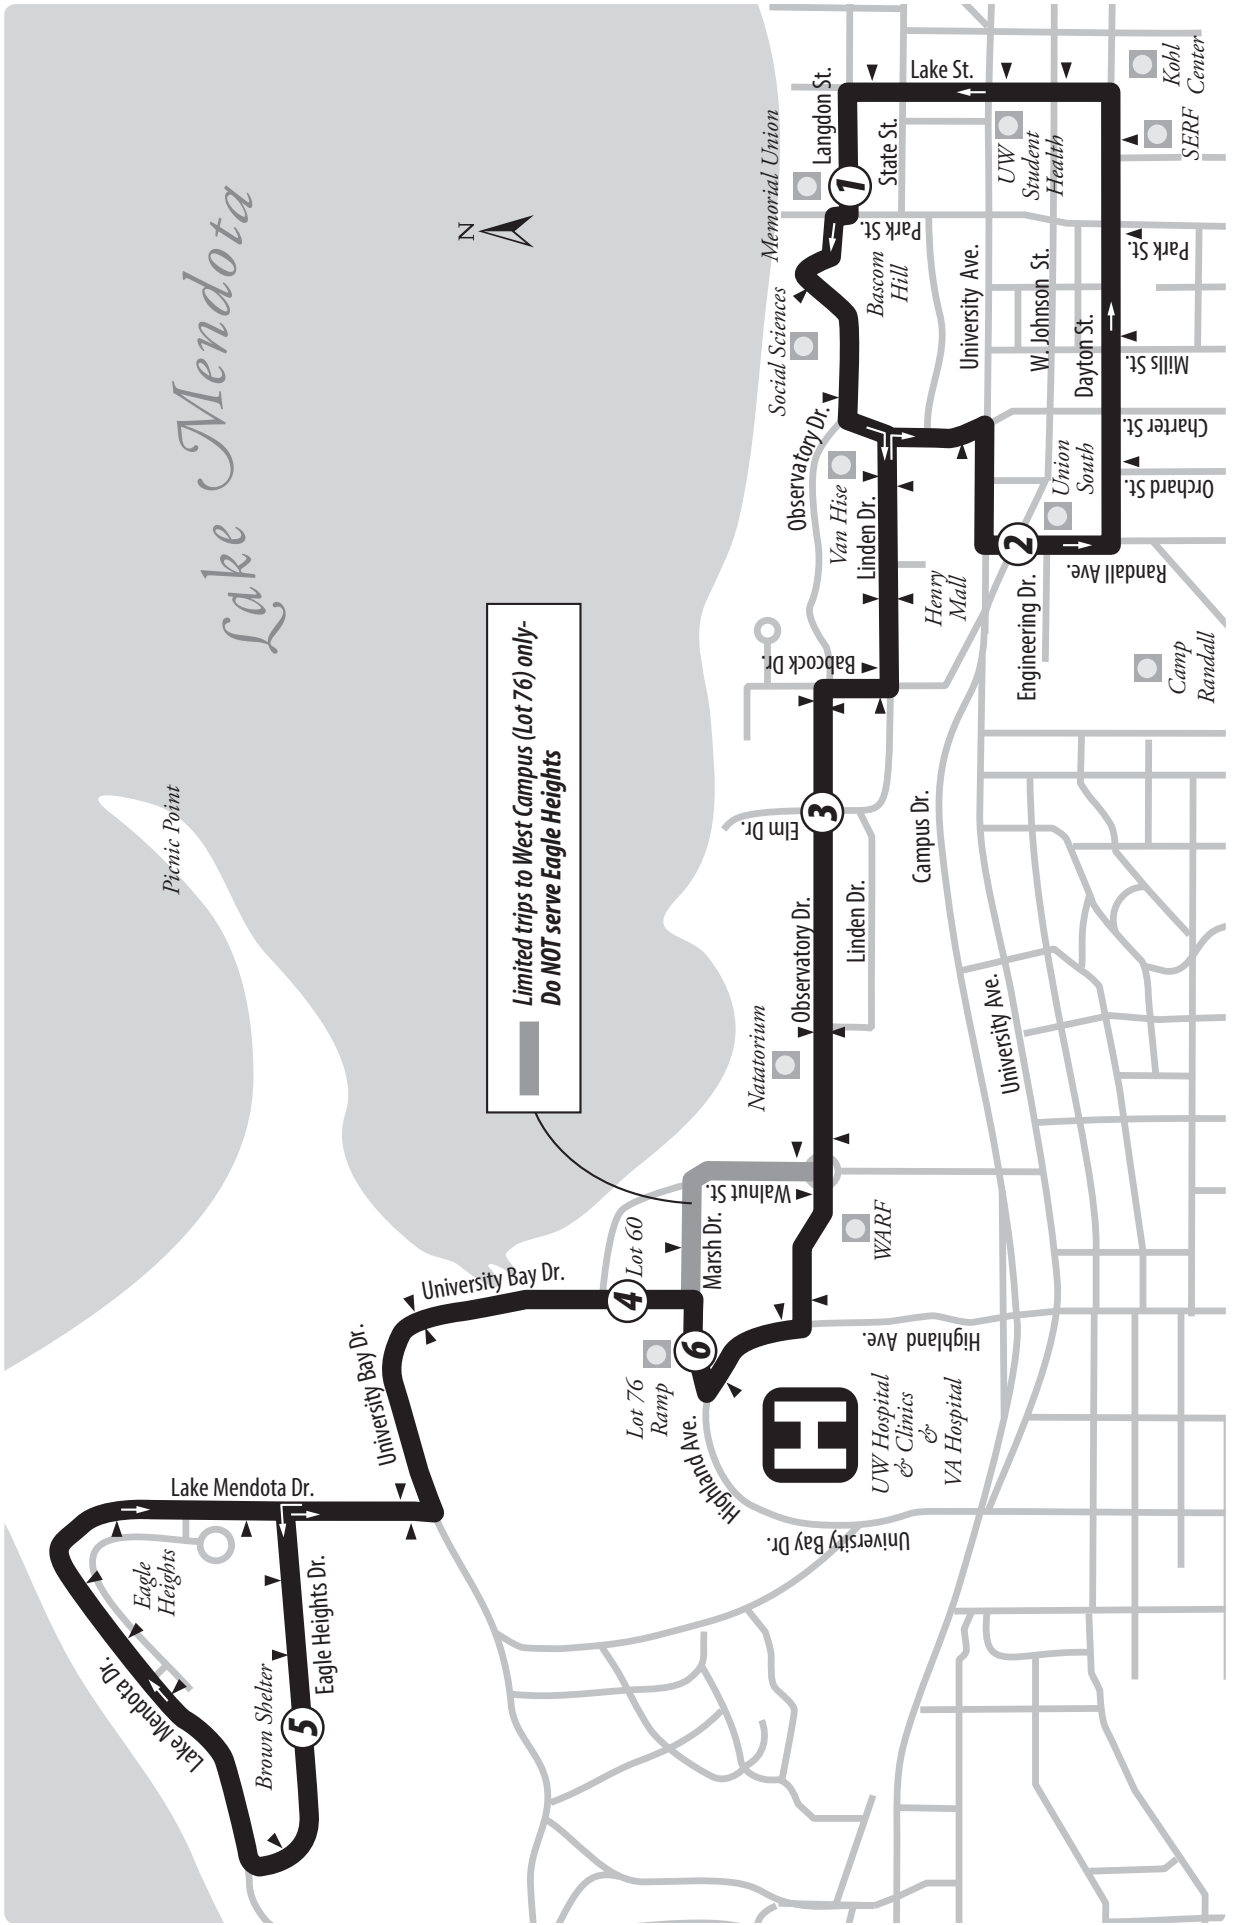 Lake Mendota
N
Picnic Point
Limited trips to West Campus (Lot 76) only-
Do NOT serve Eagle Heights
Lake Mendota Dr.
Eagle
Heights
Lake Mendota Dr.
Brown Shelter
5
Eagle Heights Dr.
University Bay Dr.
University Bay Dr.
4
Lot 60
Lot 76
Ramp
6
Marsh Dr.
Walnut St.
Highland Ave.
H
UW Hospital
& Clinics
&
VA Hospital
University Bay Dr.
Highland Ave.
WARF
Natatorium
Observatory Dr.
Linden Dr.
Elm Dr.
3
Campus Dr.
University Ave.
Babcock Dr.
Observatory Dr.
Van Hise
Linden Dr.
Henry
Mall
Social Sciences
Memorial Union
Langdon St.
1
State St.
Park St.
Bascom
Hill
Lake St.
UW
Student
Health
Kohl
Center
SERF
University Ave.
W. Johnson St.
Dayton St.
Park St.
Mills St.
Charter St.
Orchard St.
Union
South
2
Randall Ave.
Engineering Dr.
Camp
Randall